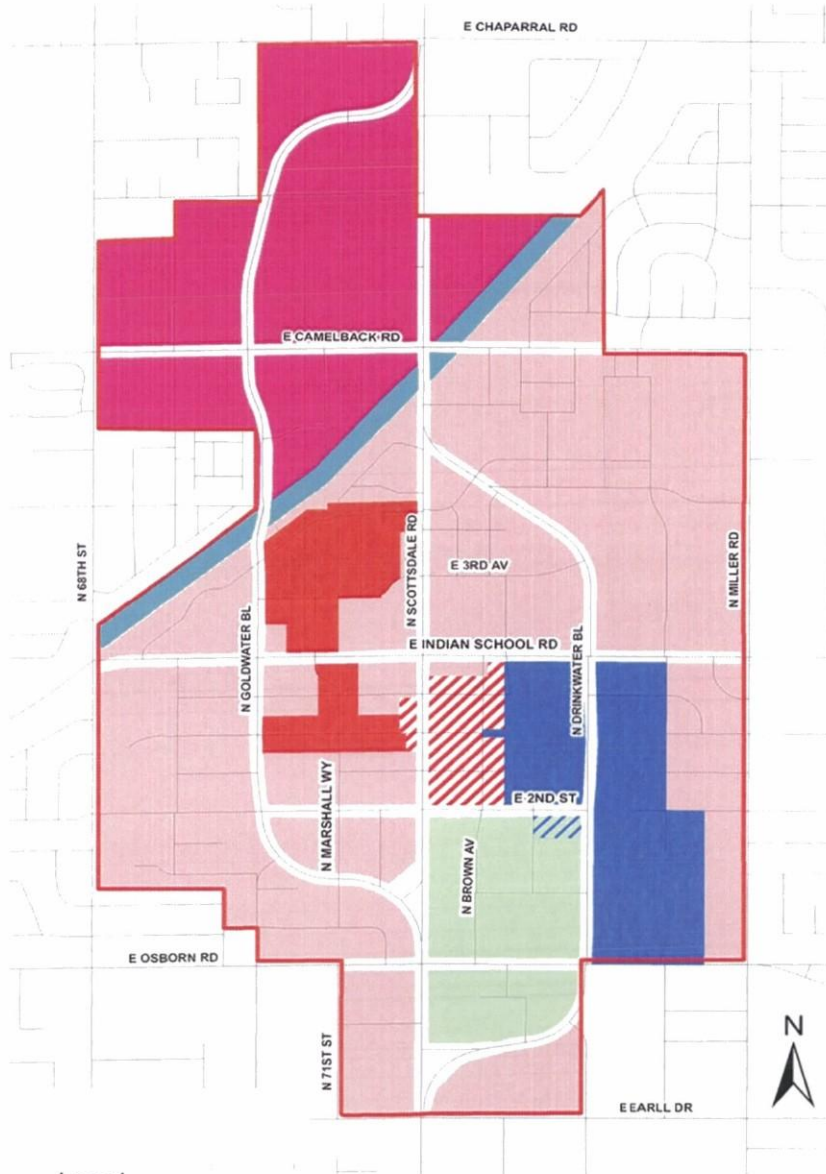 E CHAPARRAL RD
E CAMELBACK RD
N 68TH ST
N GOLDWATER BL
N SCOTTSDALE RD
E 3RD AV
N MILLER RD
E INDIAN SCHOOL RD
N DRINKWATER BL
N MARSHALL WY
E 2ND ST
N BROWN AV
E OSBORN RD
N 71ST ST
N
E EARLL DR